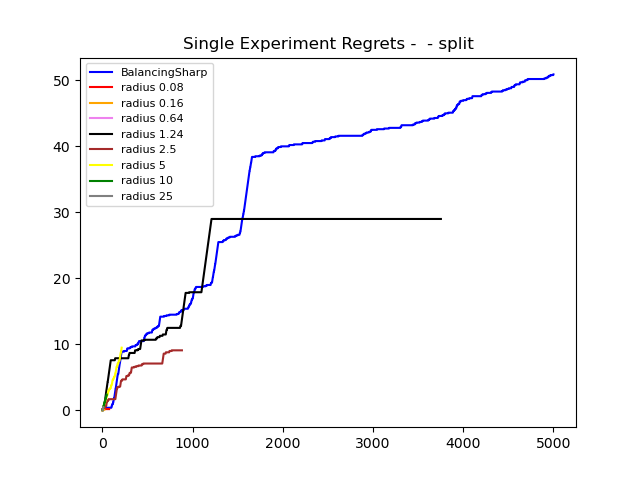 Single Experiment Regrets -  - split
BalancingSharp
radius 0.08
radius 0.16
radius 0.64
radius 1.24
radius 2.5
radius 5
radius 10
radius 25
50
40
30
20
10
0
0 1000 2000 3000 4000 5000